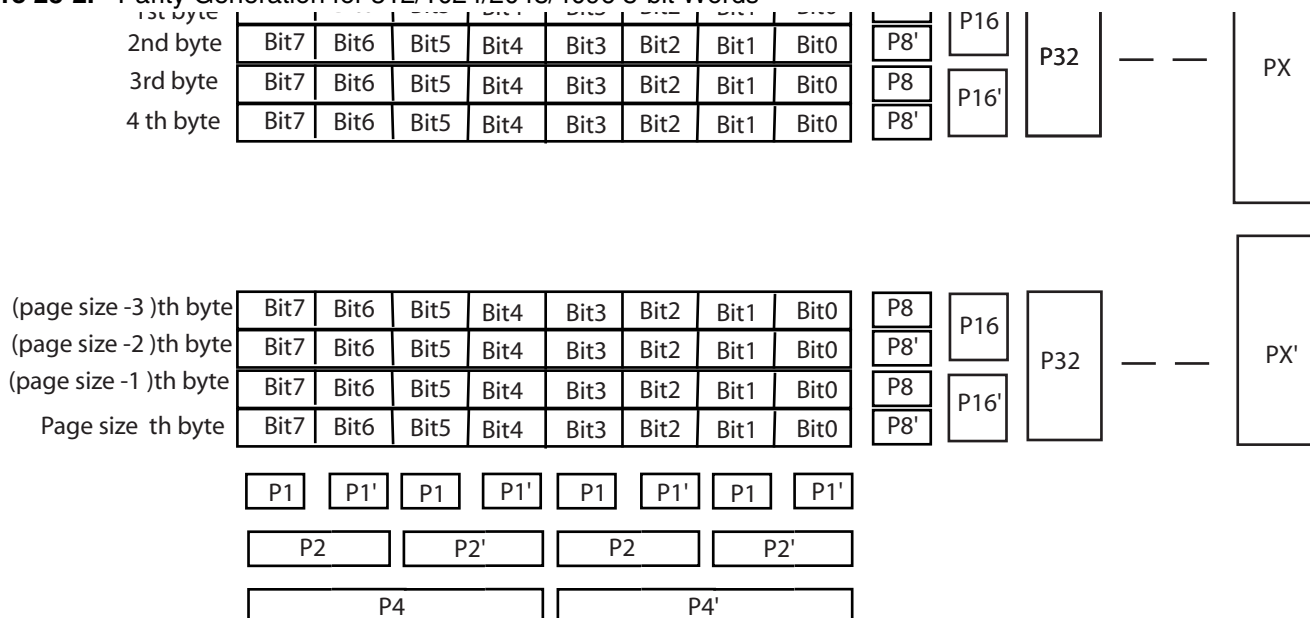 Parity Generation for 512/1024/2048/4096 8-bit Words
1st byte P16
2nd byte Bit7 Bit6 Bit5 Bit4 Bit3 Bit2 Bit1 Bit0 P8' P32 PX
3rd byte Bit7 Bit6 Bit5 Bit4 Bit3 Bit2 Bit1 Bit0 P8 P16'
4 th byte Bit7 Bit6 Bit5 Bit4 Bit3 Bit2 Bit1 Bit0 P8'
(page size -3 )th byte Bit7 Bit6 Bit5 Bit4 Bit3 Bit2 Bit1 Bit0 P8 P16
(page size -2 )th byte Bit7 Bit6 Bit5 Bit4 Bit3 Bit2 Bit1 Bit0 P8' P32 PX'
(page size -1 )th byte Bit7 Bit6 Bit5 Bit4 Bit3 Bit2 Bit1 Bit0 P8 P16'
Page size th byte Bit7 Bit6 Bit5 Bit4 Bit3 Bit2 Bit1 Bit0 P8'
P1 P1' P1 P1' P1 P1' P1 P1'
P2 P2' P2 P2'
P4 P4'